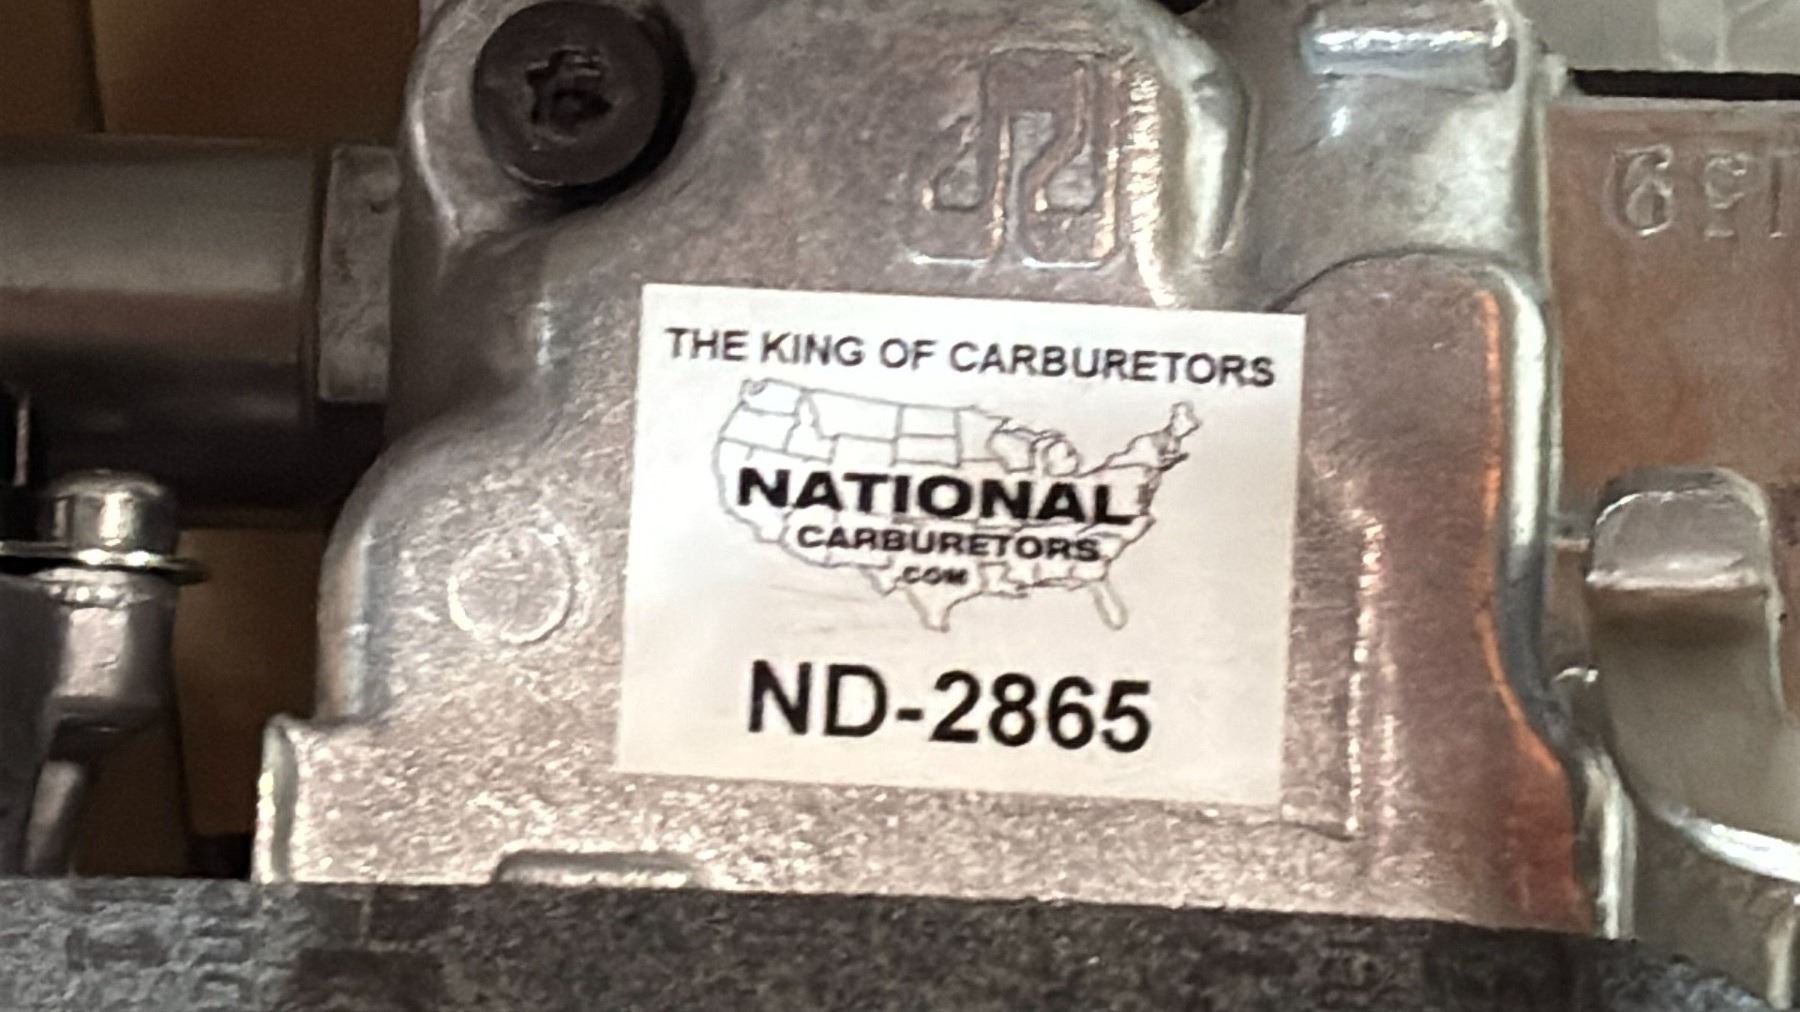 THE KING OF CARBURETORS
NATIONAL
CARBURETORS
.COM
ND-2865